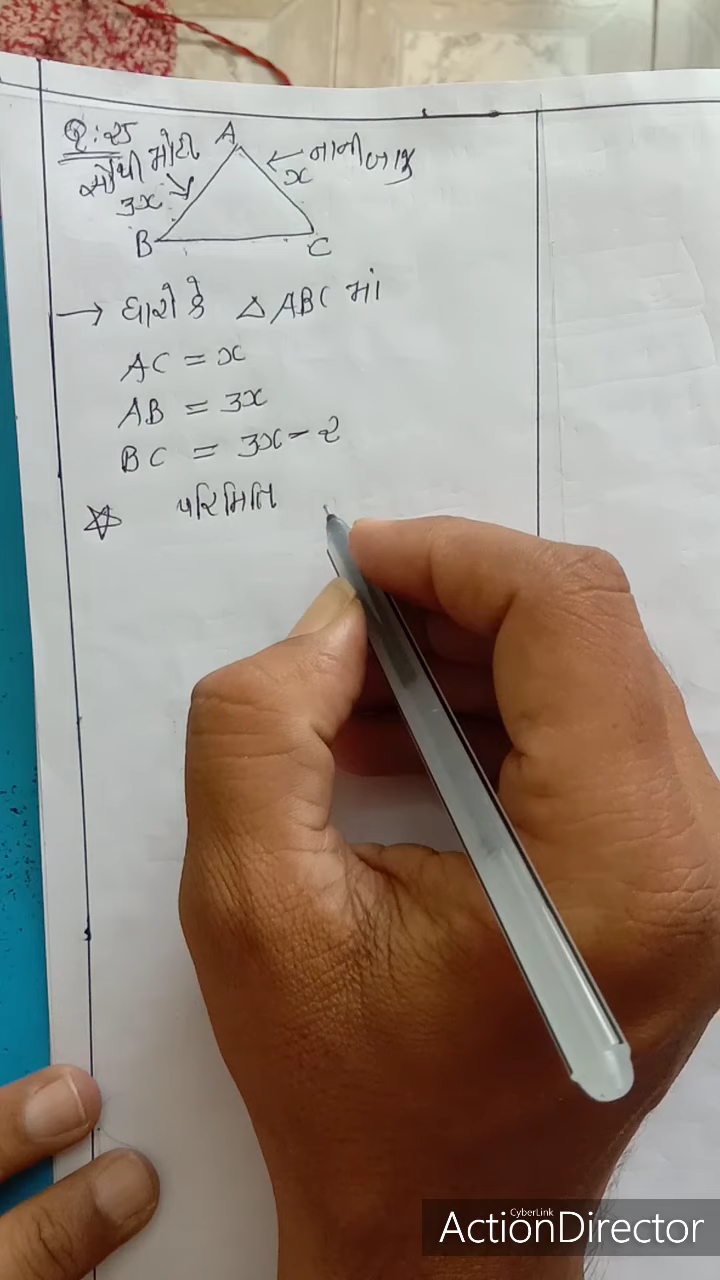 Q:25
A
સૌથી મોટી
← નાની બાજુ
3x
x
B
C
→ ધારો કે △ABC માં
AC = x
AB = 3x
BC = 3x - 2
☆ પરિમિતિ
CyberLink
ActionDirector